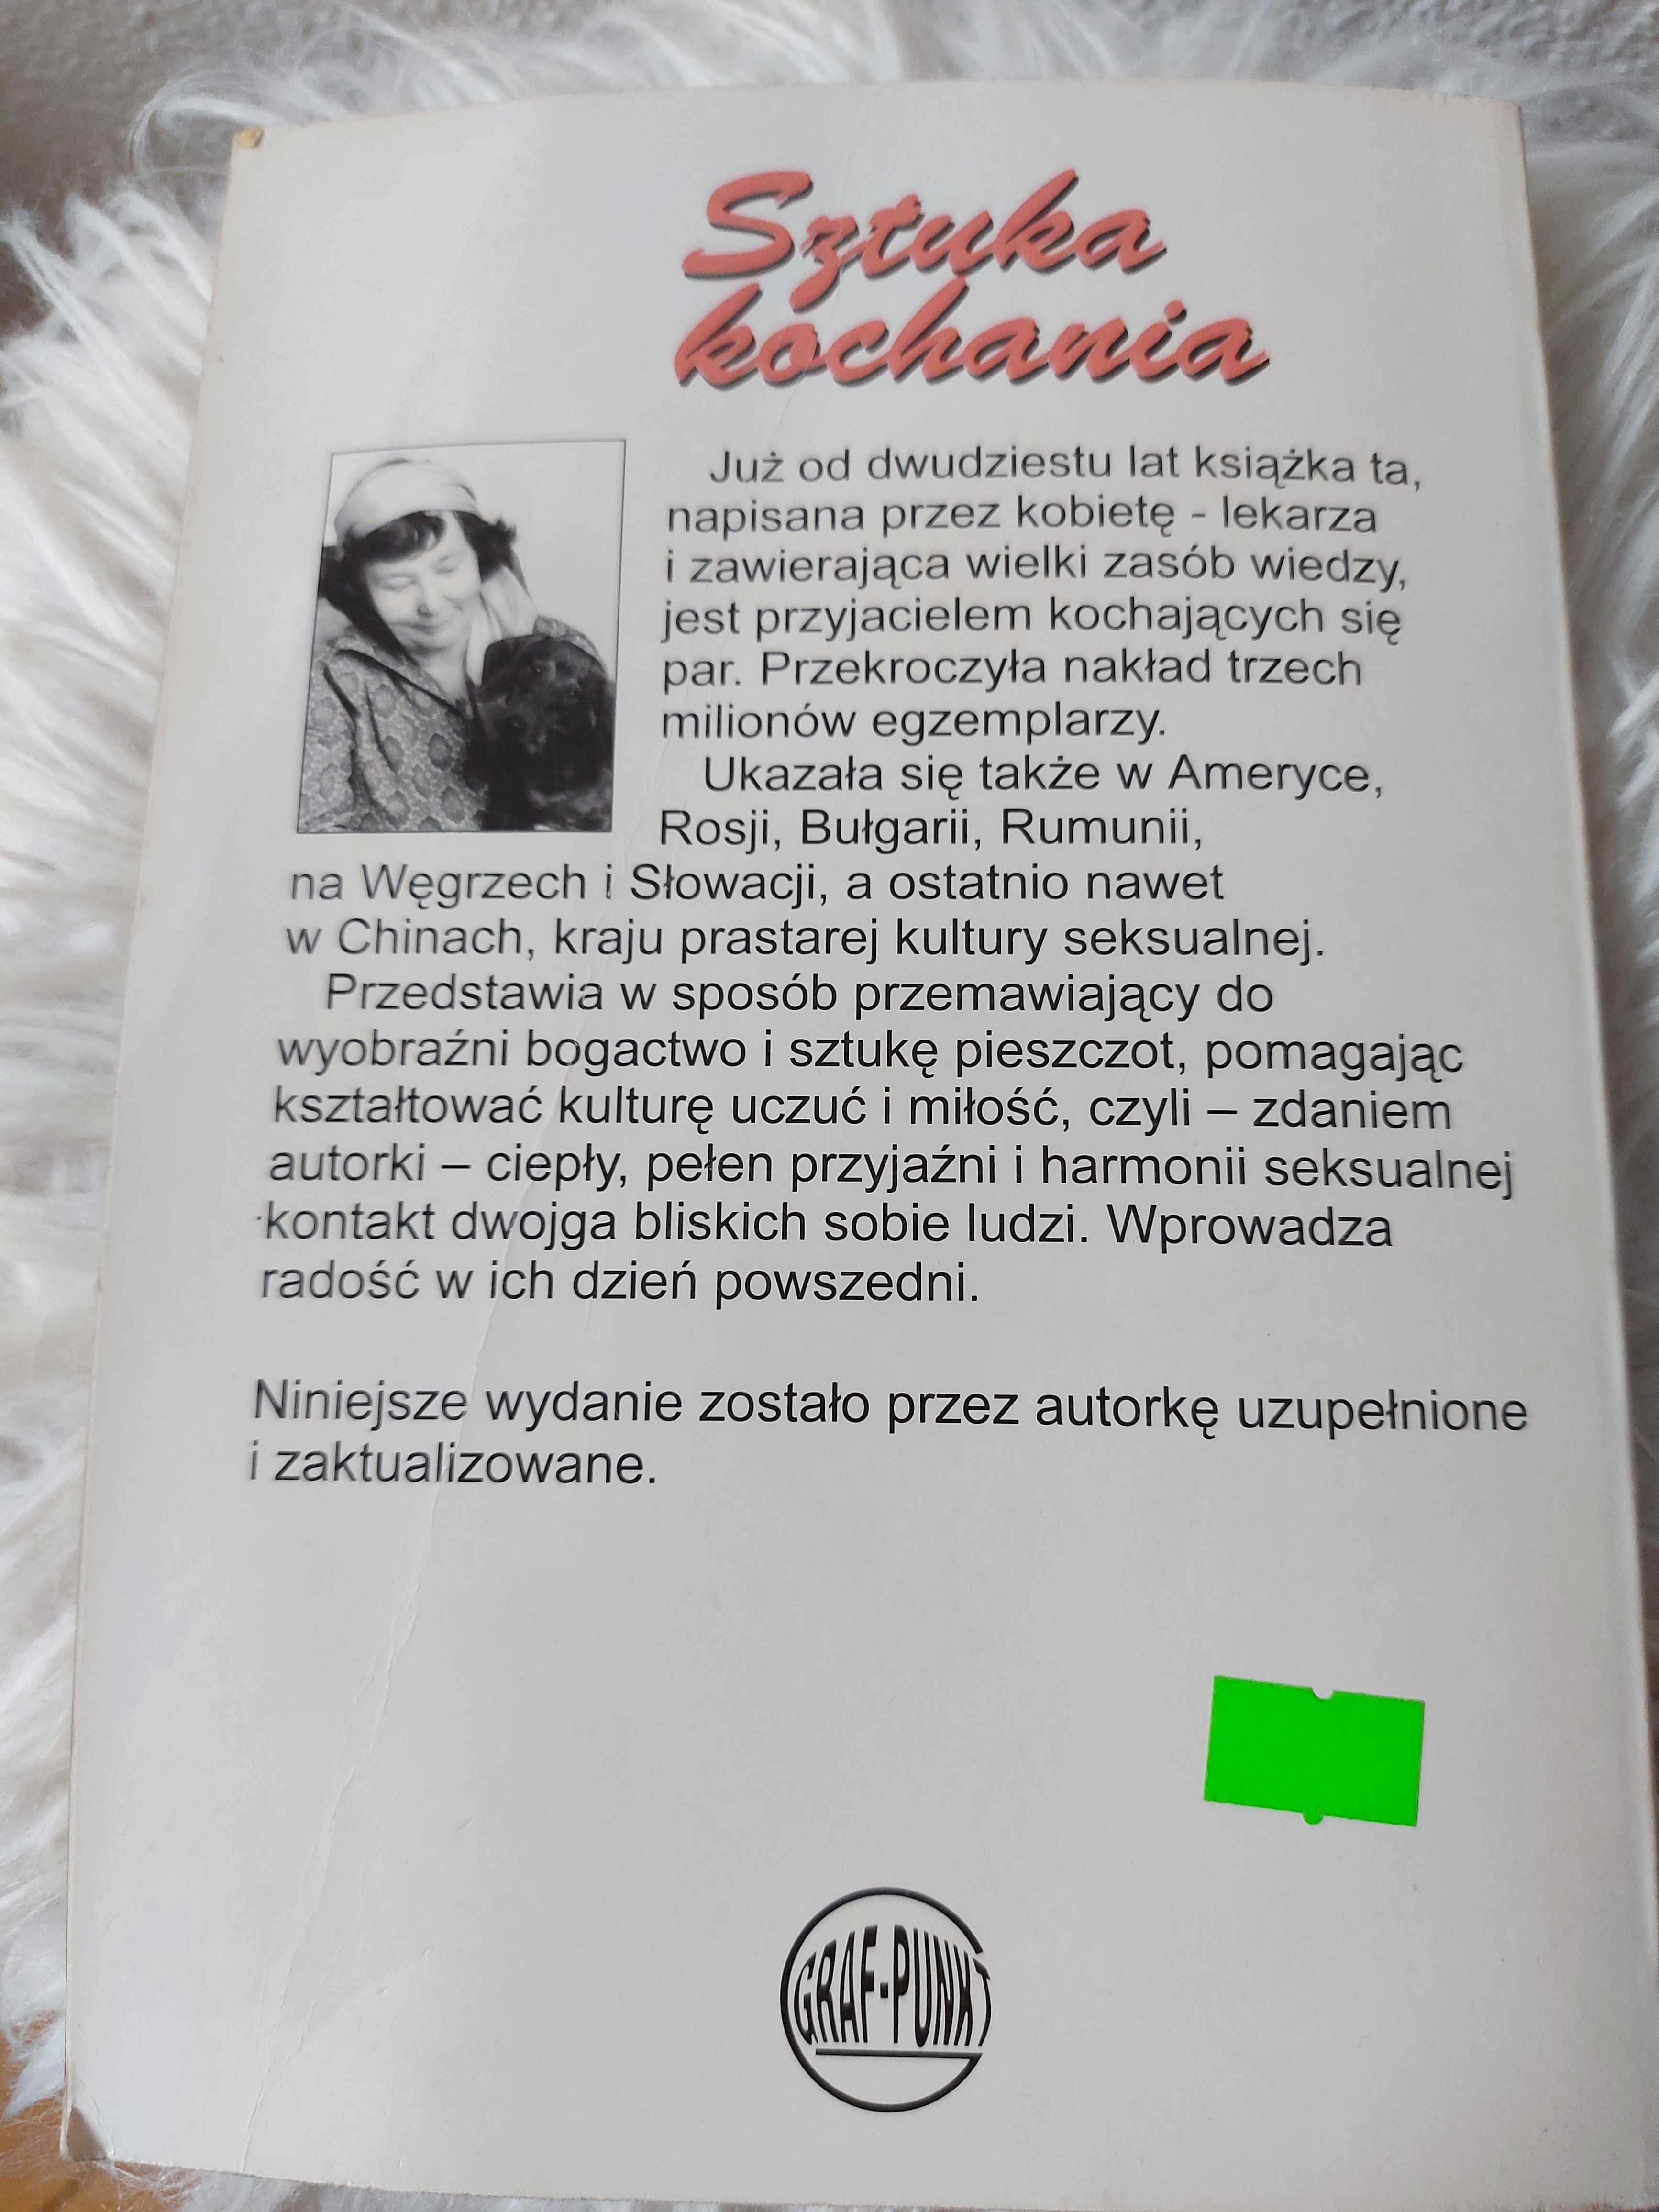 Sztuka
kochania
Już od dwudziestu lat książka ta,
napisana przez kobietę - lekarza
i zawierająca wielki zasób wiedzy,
jest przyjacielem kochających się
par. Przekroczyła nakład trzech
milionów egzemplarzy.
Ukazała się także w Ameryce,
Rosji, Bułgarii, Rumunii,
na Węgrzech i Słowacji, a ostatnio nawet
w Chinach, kraju prastarej kultury seksualnej.
Przedstawia w sposób przemawiający do
wyobraźni bogactwo i sztukę pieszczot, pomagając
kształtować kulturę uczuć i miłość, czyli – zdaniem
autorki – ciepły, pełen przyjaźni i harmonii seksualnej
kontakt dwojga bliskich sobie ludzi. Wprowadza
radość w ich dzień powszedni.
Niniejsze wydanie zostało przez autorkę uzupełnione
i zaktualizowane.
GRAF-PUNKT